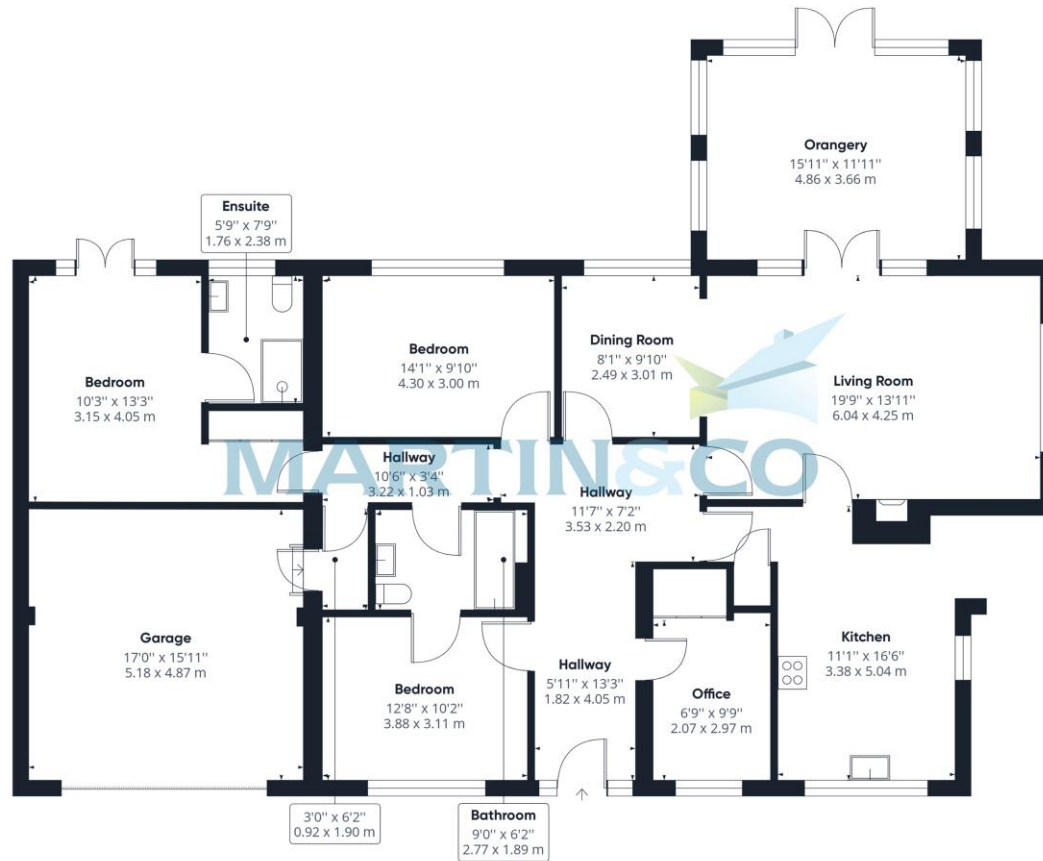 Orangery
15'11" x 11'11"
4.86 x 3.66 m
Ensuite
5'9" x 7'9"
1.76 x 2.38 m
Bedroom
10'3" x 13'3"
3.15 x 4.05 m
Bedroom
14'1" x 9'10"
4.30 x 3.00 m
Dining Room
8'1" x 9'10"
2.49 x 3.01 m
Living Room
19'9" x 13'11"
6.04 x 4.25 m
MARTIN&CO
Hallway
10'6" x 3'4"
3.22 x 1.03 m
Hallway
11'7" x 7'2"
3.53 x 2.20 m
Garage
17'0" x 15'11"
5.18 x 4.87 m
Bedroom
12'8" x 10'2"
3.88 x 3.11 m
Hallway
5'11" x 13'3"
1.82 x 4.05 m
Office
6'9" x 9'9"
2.07 x 2.97 m
Kitchen
11'1" x 16'6"
3.38 x 5.04 m
3'0" x 6'2"
0.92 x 1.90 m
Bathroom
9'0" x 6'2"
2.77 x 1.89 m